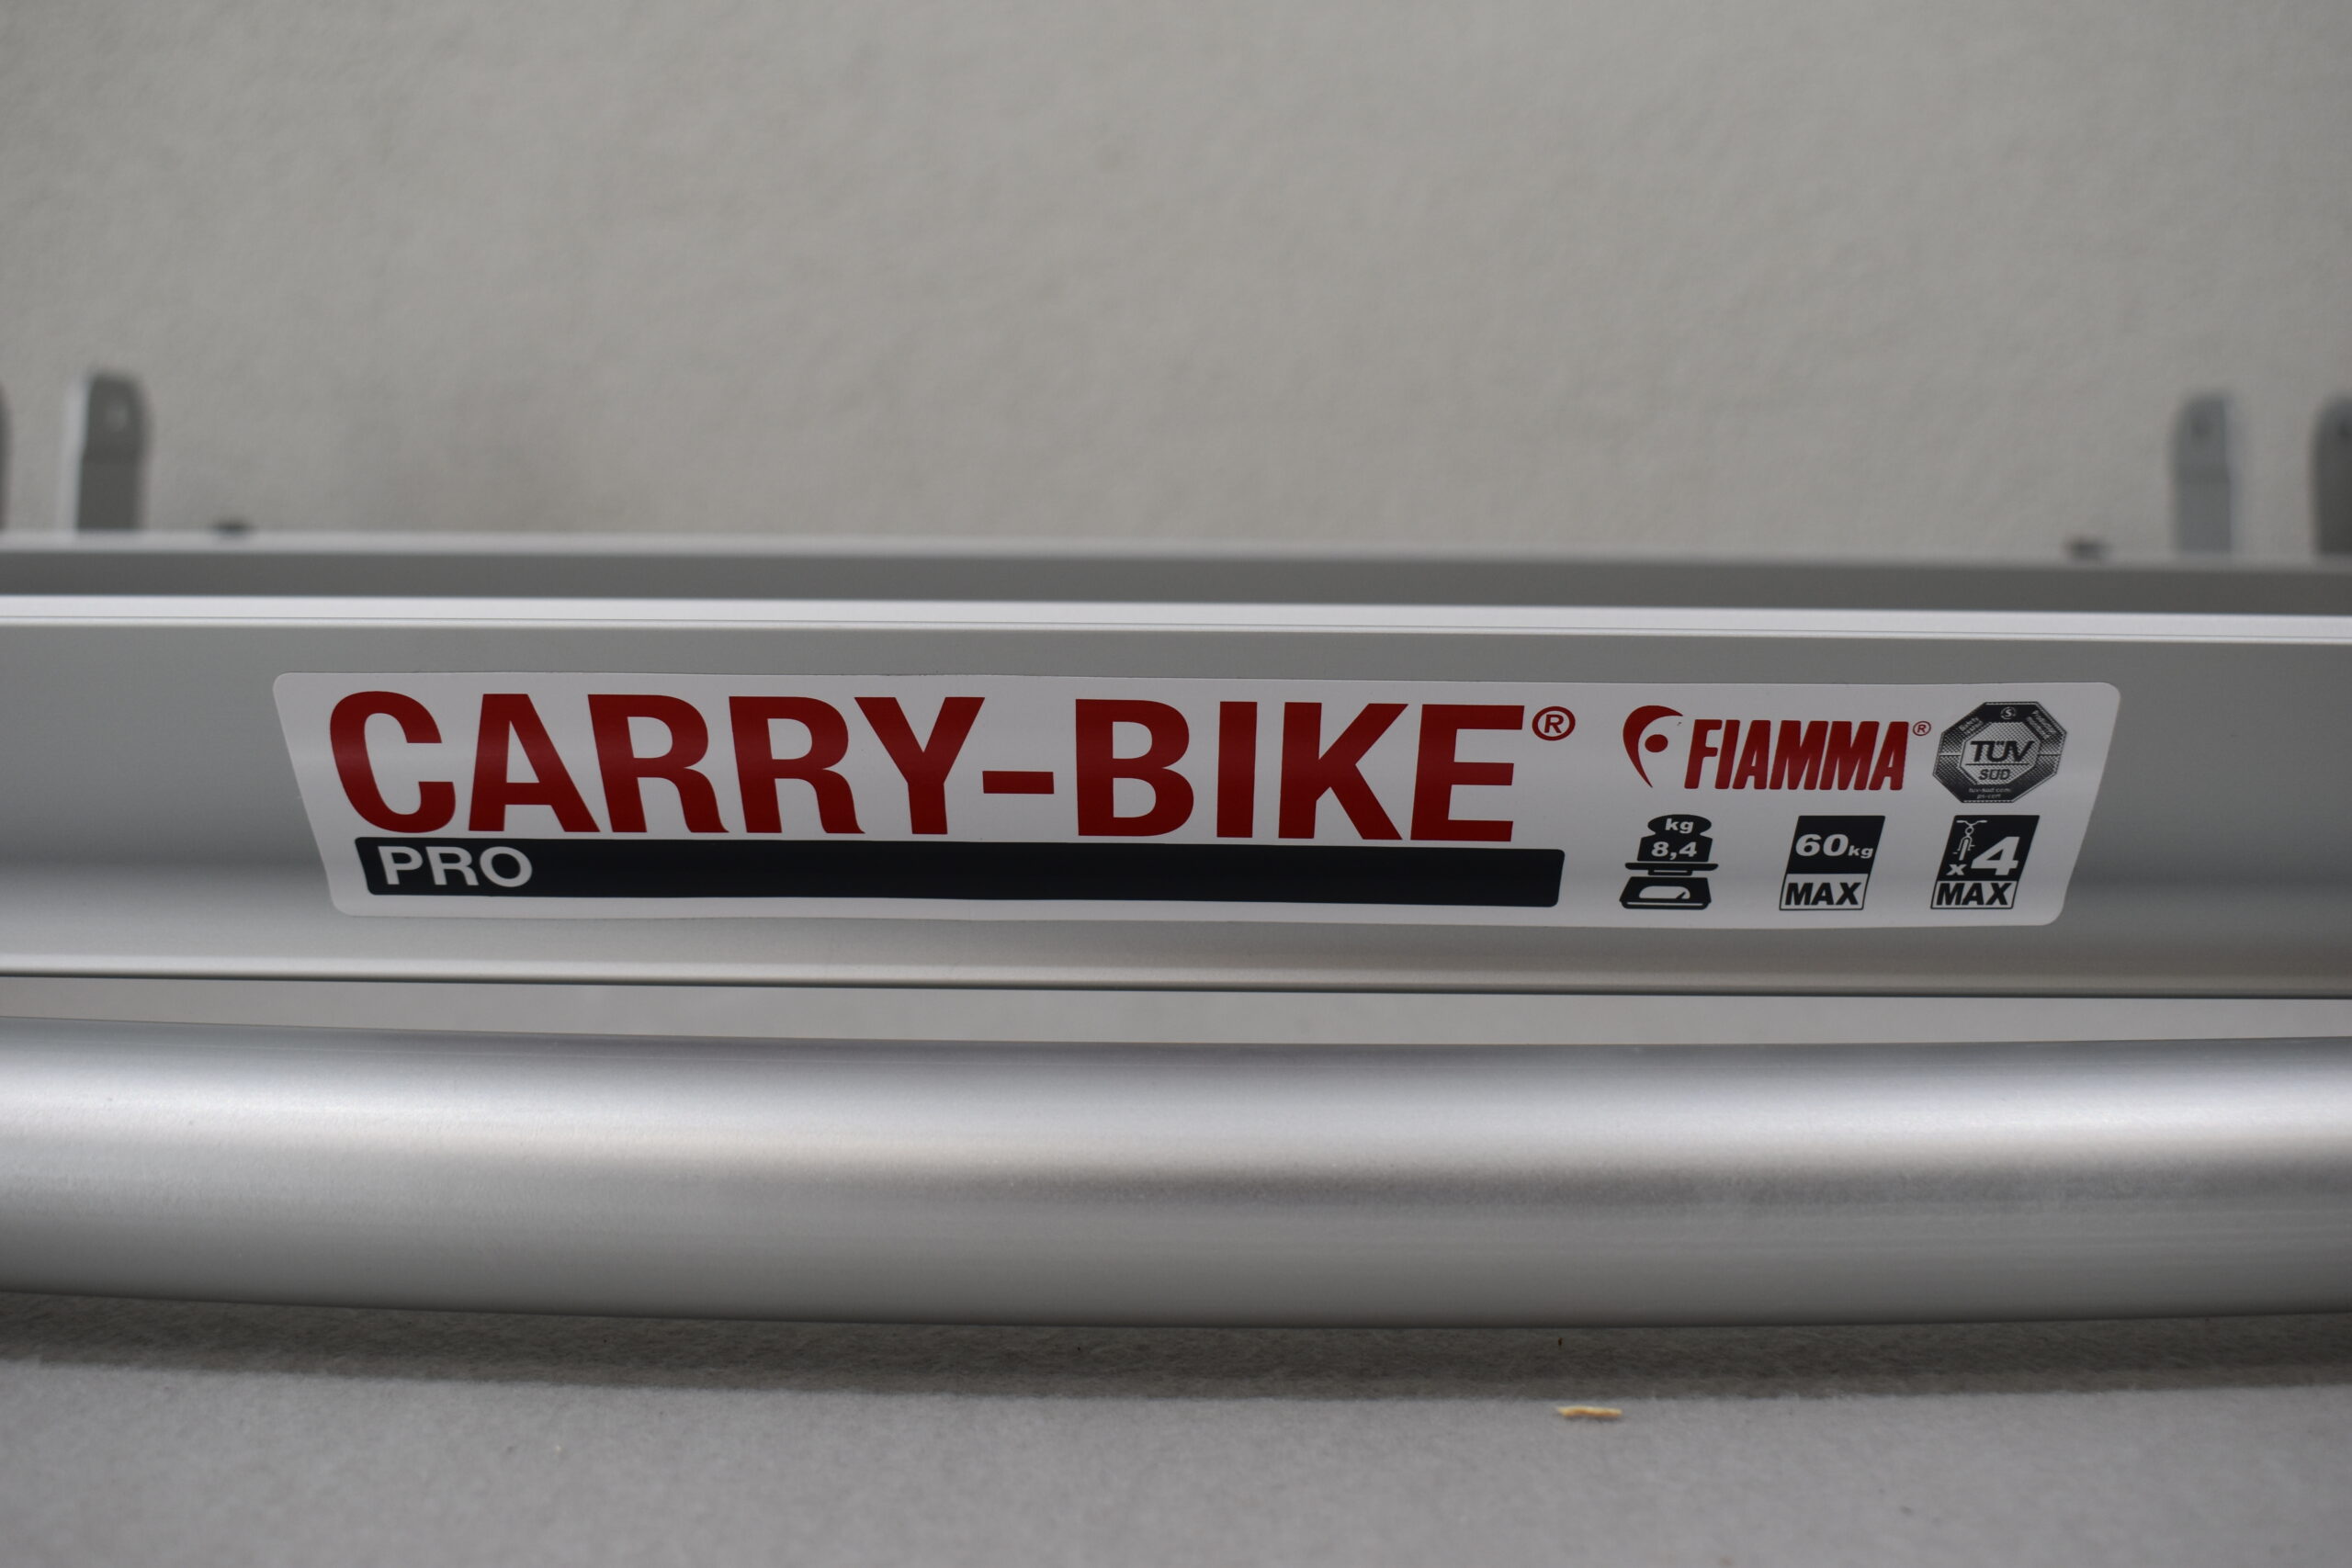 CARRY-BIKE®
PRO
FIAMMA®
TÜV
SÜD
kg
8,4
60kg
MAX
x4
MAX